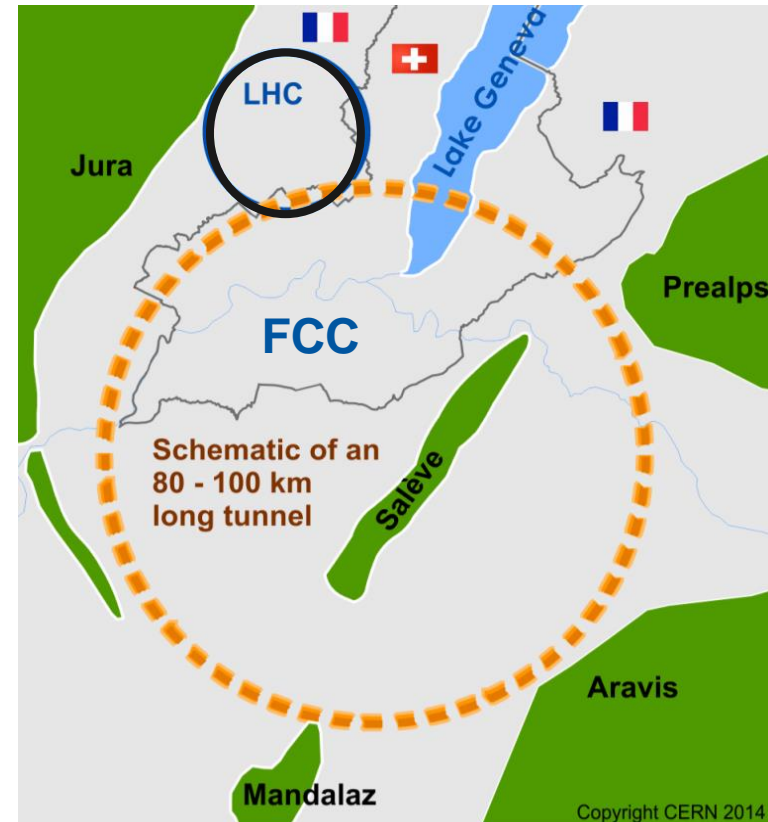 LHC
Lake Geneva
Jura
Prealps
FCC
Schematic of an
80 - 100 km
long tunnel
Salève
Aravis
Mandalaz
Copyright CERN 2014